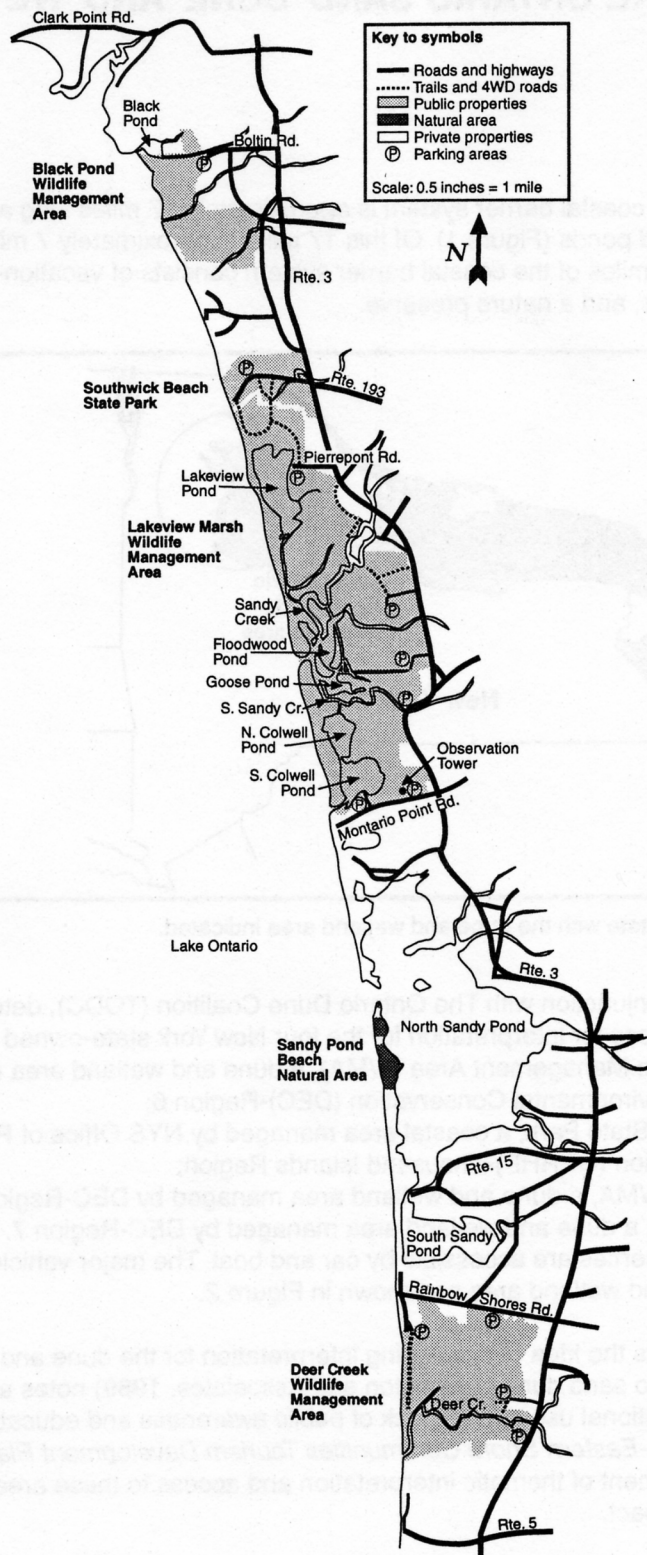 Clark Point Rd.
Key to symbols
Roads and highways
Trails and 4WD roads
Public properties
Natural area
Private properties
P Parking areas
Scale: 0.5 inches = 1 mile
N
Black
Pond
Boltin Rd.
P
Black Pond
Wildlife
Management
Area
Rte. 3
P
Southwick Beach
State Park
Rte. 193
Pierrepont Rd.
P
Lakeview
Pond
Lakeview Marsh
Wildlife
Management
Area
Sandy
Creek
P
Floodwood
Pond
P
Goose Pond
P
S. Sandy Cr.
N. Colwell
Pond
Observation
Tower
S. Colwell
Pond
P
P
Montario Point Rd.
Lake Ontario
Rte. 3
North Sandy Pond
Sandy Pond
Beach
Natural Area
Rte. 15
South Sandy
Pond
Rainbow Shores Rd.
P
P
Deer Creek
Wildlife
Management
Area
P
Deer Cr.
P
Rte. 5